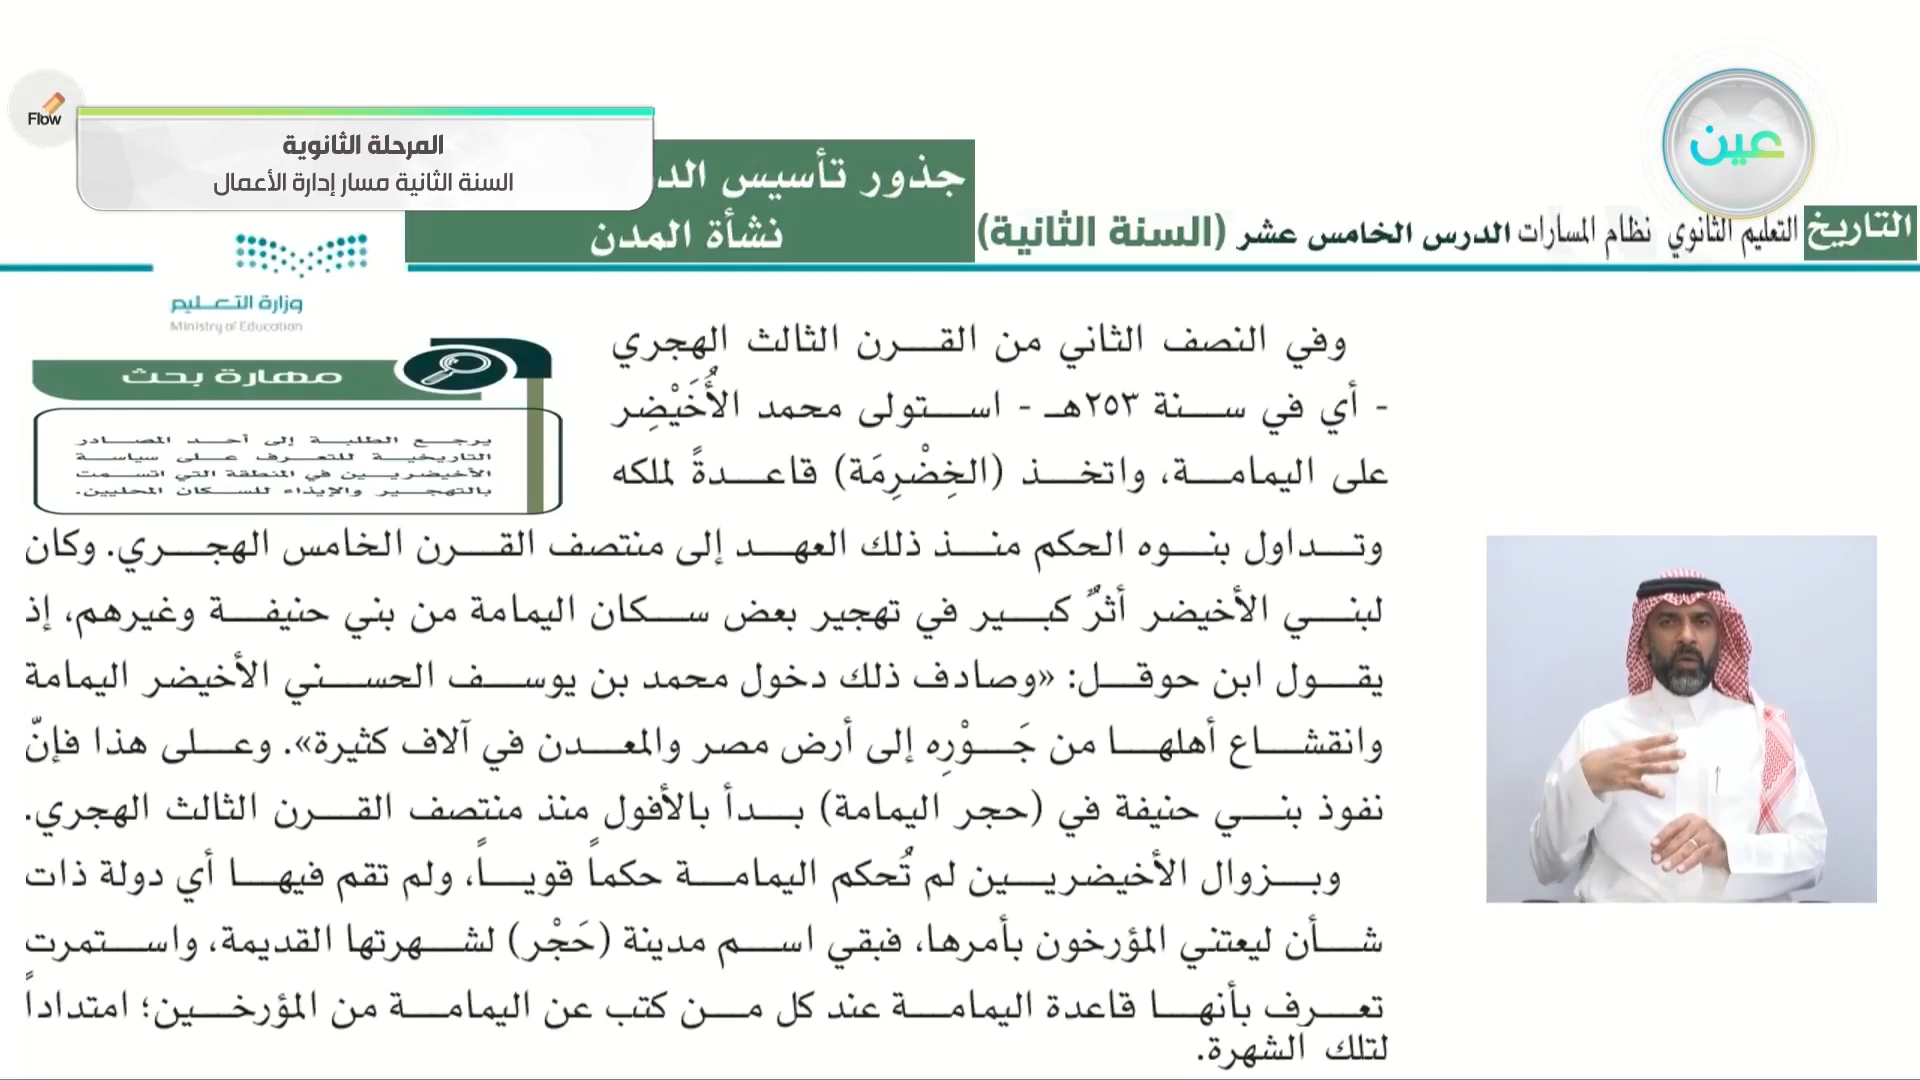 Flow
المرحلة الثانوية
السنة الثانية مسار إدارة الأعمال
عين
التاريخ التعليم الثانوي نظام المسارات الدرس الخامس عشر (السنة الثانية)
جذور تأسيس
نشأة المدن
وزارة التعليم
Ministry of Education
مهارة بحث
يرجع الطلبة إلى أحد المصادر
التاريخية للتعرف على سياسة
الأخيضريين في المنطقة التي اتسمت
بالتهجير والإيذاء للسكان المحليين.
وفي النصف الثاني من القرن الثالث الهجري
- أي في سنة ٢٥٣هـ - استولى محمد الأُخَيْضِر
على اليمامة، واتخذ (الخِضْرِمَة) قاعدةً لملكه
وتداول بنوه الحكم منذ ذلك العهد إلى منتصف القرن الخامس الهجري. وكان
لبني الأخيضر أثرٌ كبير في تهجير بعض سكان اليمامة من بني حنيفة وغيرهم، إذ
يقول ابن حوقل: «وصادف ذلك دخول محمد بن يوسف الحسني الأخيضر اليمامة
وانقشاع أهلها من جَوْرِه إلى أرض مصر والمعدن في آلاف كثيرة». وعلى هذا فإنّ
نفوذ بني حنيفة في (حجر اليمامة) بدأ بالأفول منذ منتصف القرن الثالث الهجري.
وبزوال الأخيضريين لم تُحكم اليمامة حكماً قوياً، ولم تقم فيها أي دولة ذات
شأن ليعتني المؤرخون بأمرها، فبقي اسم مدينة (حَجْر) لشهرتها القديمة، واستمرت
تعرف بأنها قاعدة اليمامة عند كل من كتب عن اليمامة من المؤرخين؛ امتداداً
لتلك الشهرة.